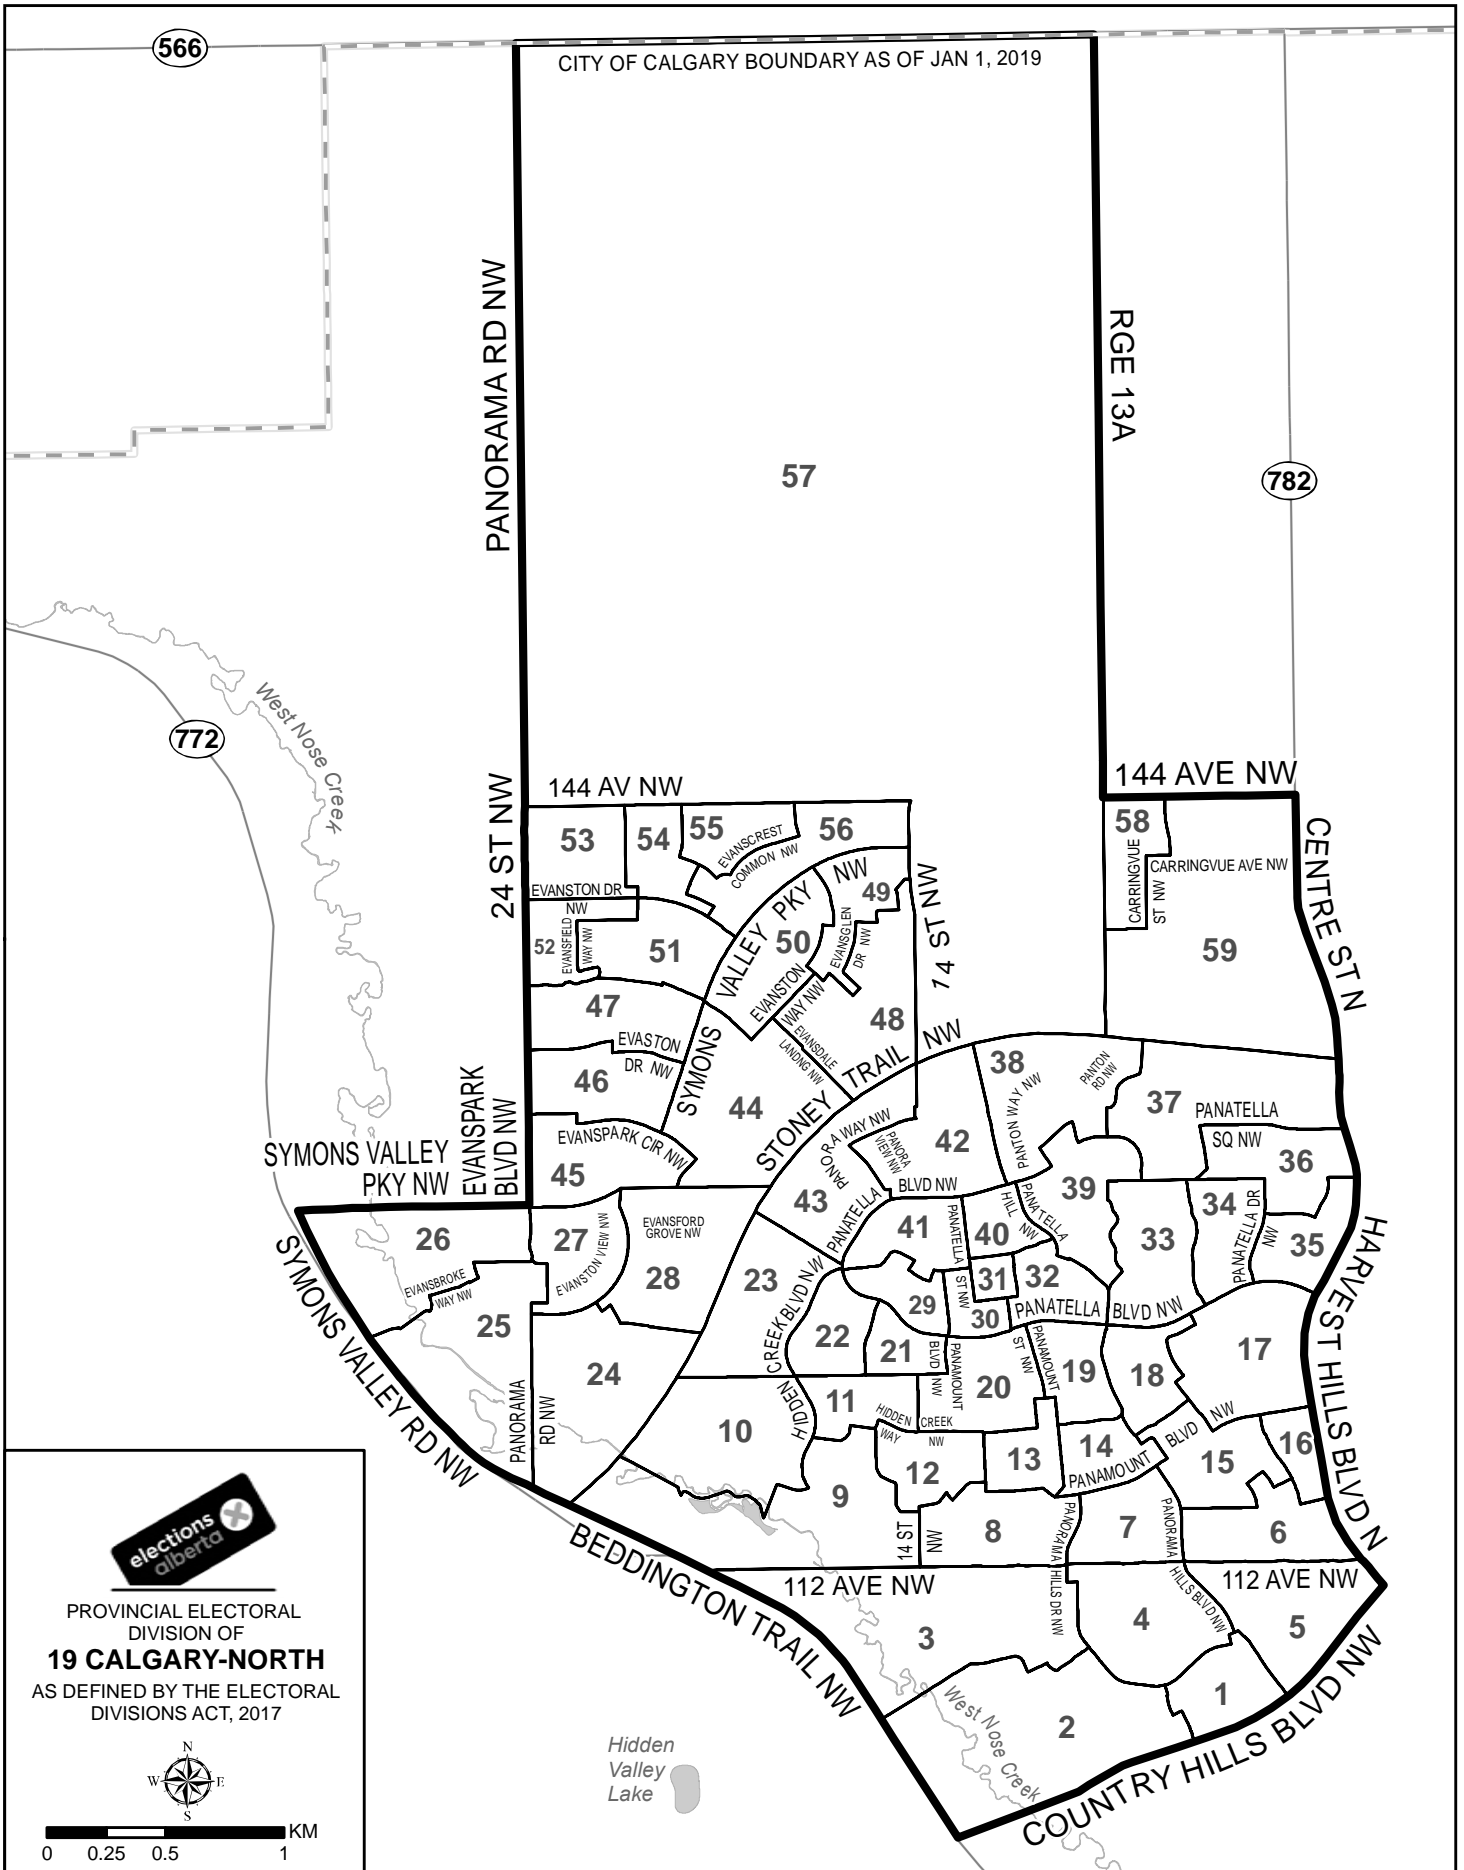 566
CITY OF CALGARY BOUNDARY AS OF JAN 1, 2019
PANORAMA RD NW
RGE 13A
57
782
West Nose Creek
772
144 AV NW
144 AVE NW
24 ST NW
53
54
55
56
EVANSCREST
COMMON NW
58
CARRINGVUE
ST NW
CARRINGVUE AVE NW
CENTRE ST N
EVANSTON DR
NW
NW
49
14 ST NW
52
EVANSFIELD
WAY NW
51
VALLEY PKY
50
EVANSGLEN
DR NW
59
47
EVANSTON
WAY NW
48
EVASTON
DR NW
SYMONS
EVANSDALE
LANDNG NW
STONEY TRAIL NW
46
44
38
PANTON WAY NW
PANTON
RD NW
37
PANATELLA
SQ NW
36
EVANSPARK
BLVD NW
EVANSPARK CIR NW
45
PANORA WAY NW
PANORA
VIEW NW
42
SYMONS VALLEY
PKY NW
43
PANATELLA
BLVD NW
39
34
PANATELLA DR
NW
35
HARVEST HILLS BLVD N
26
27
EVANSTON VIEW NW
EVANSFORD
GROVE NW
28
41
PANATELLA
ST NW
40
HILL NW
PANATELLA
33
SYMONS VALLEY RD NW
EVANSBROKE
WAY NW
25
23
HIDDEN
CREEK BLVD NW
31
32
29
30
PANATELLA
BLVD NW
22
21
BLVD NW
PANAMOUNT
20
PANAMOUNT
ST NW
19
18
17
24
PANORAMA
RD NW
11
HIDDEN CREEK
WAY NW
10
9
12
13
14
PANAMOUNT
BLVD NW
15
16
14 ST
NW
8
PANORAMA HILLS DR NW
7
PANORAMA
HILLS BLVD NW
6
112 AVE NW
112 AVE NW
BEDDINGTON TRAIL NW
3
4
5
1
2
West Nose Creek
COUNTRY HILLS BLVD NW
Hidden
Valley
Lake
elections
alberta
PROVINCIAL ELECTORAL
DIVISION OF
19 CALGARY-NORTH
AS DEFINED BY THE ELECTORAL
DIVISIONS ACT, 2017
N
W
E
S
KM
0 0.25 0.5 1